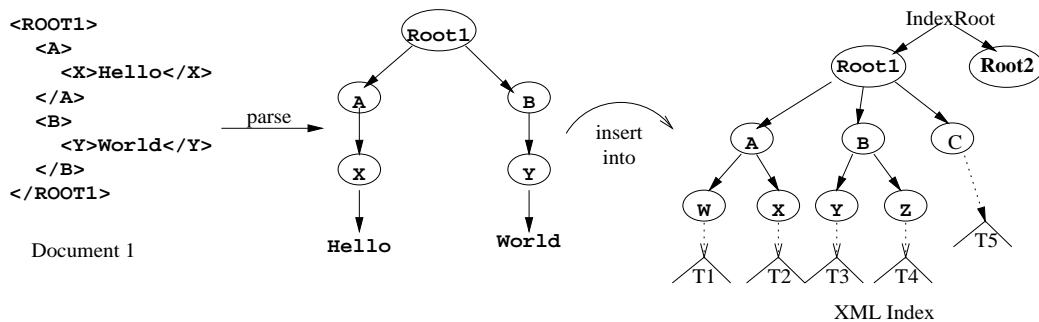 <ROOT1>
<A>
<X>Hello</X>
</A>
<B>
<Y>World</Y>
</B>
</ROOT1>
Document 1
parse
Root1
A
B
X
Y
Hello
World
insert
into
IndexRoot
Root1
Root2
A
B
C
W
X
Y
Z
T1
T2
T3
T4
T5
XML Index